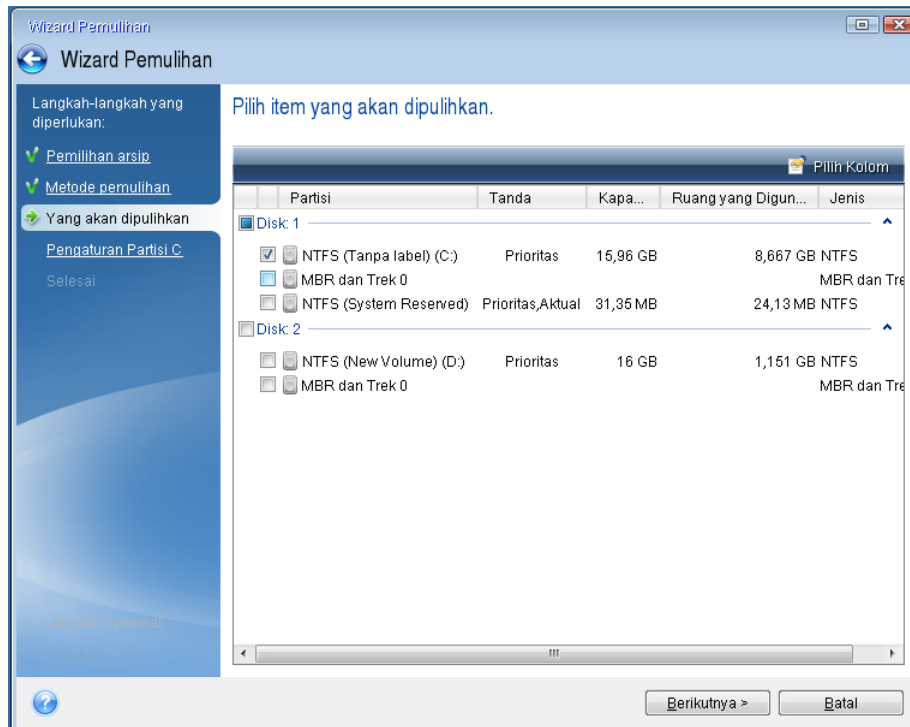 Wizard Pemulihan
Wizard Pemulihan
Langkah-langkah yang
diperlukan:
Pemilihan arsip
Metode pemulihan
Yang akan dipulihkan
Pengaturan Partisi C
Selesai
Pilih item yang akan dipulihkan.
Pilih Kolom
Partisi Tanda Kapa... Ruang yang Digun... Jenis
Disk: 1
NTFS (Tanpa label) (C:) Prioritas 15,96 GB 8,667 GB NTFS
MBR dan Trek 0 MBR dan Tre
NTFS (System Reserved) Prioritas,Aktual 31,35 MB 24,13 MB NTFS
Disk: 2
NTFS (New Volume) (D:) Prioritas 16 GB 1,151 GB NTFS
MBR dan Trek 0 MBR dan Tre
Berikutnya >
Batal